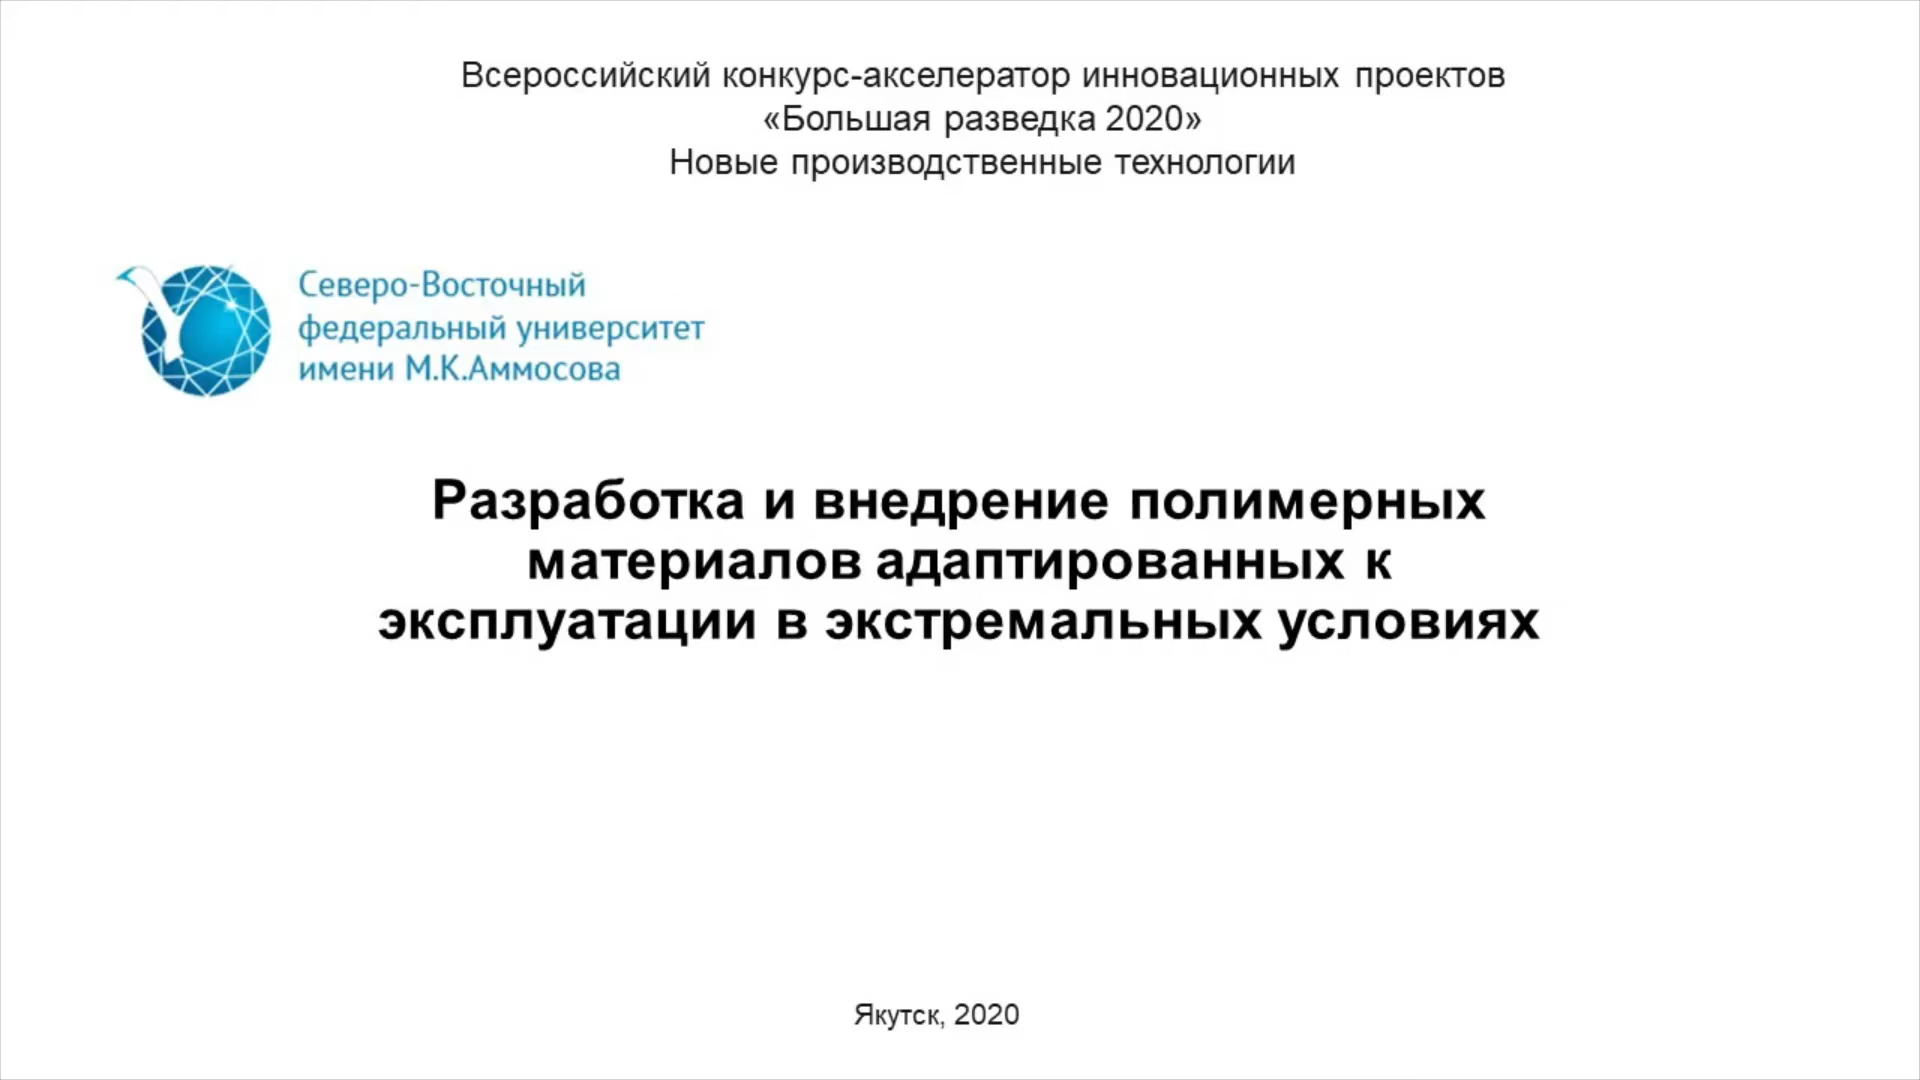 Всероссийский конкурс-акселератор инновационных проектов
«Большая разведка 2020»
Новые производственные технологии
Северо-Восточный
федеральный университет
имени М.К.Аммосова
Разработка и внедрение полимерных
материалов адаптированных к
эксплуатации в экстремальных условиях
Якутск, 2020